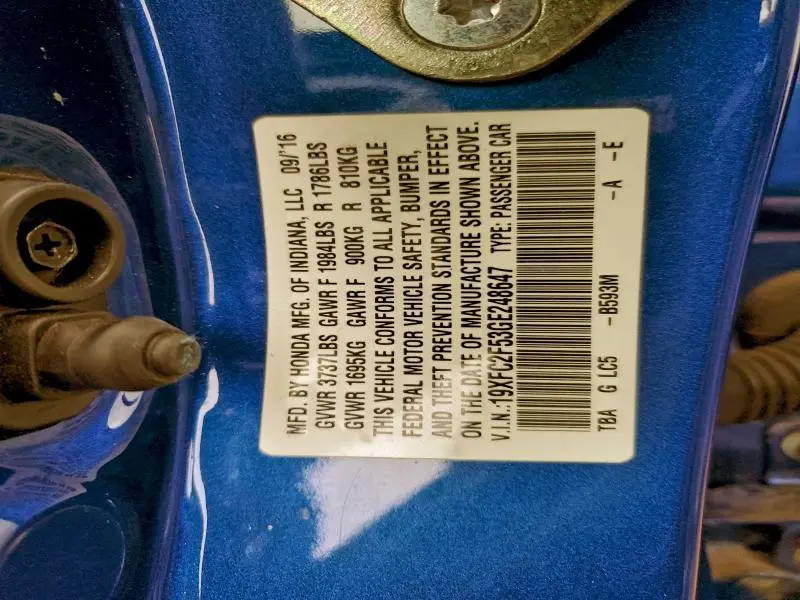 MFD. BY HONDA MFG. OF INDIANA, LLC 09/'16
GVWR 3737LBS GAWR F 1984LBS R 1786LBS
GVWR 1695KG GAWR F 900KG R 810KG
THIS VEHICLE CONFORMS TO ALL APPLICABLE
FEDERAL MOTOR VEHICLE SAFETY, BUMPER,
AND THEFT PREVENTION STANDARDS IN EFFECT
ON THE DATE OF MANUFACTURE SHOWN ABOVE.
V.I.N.:19XFC2F53GE248647 TYPE: PASSENGER CAR
TBA G LC5 -B593M -A -E